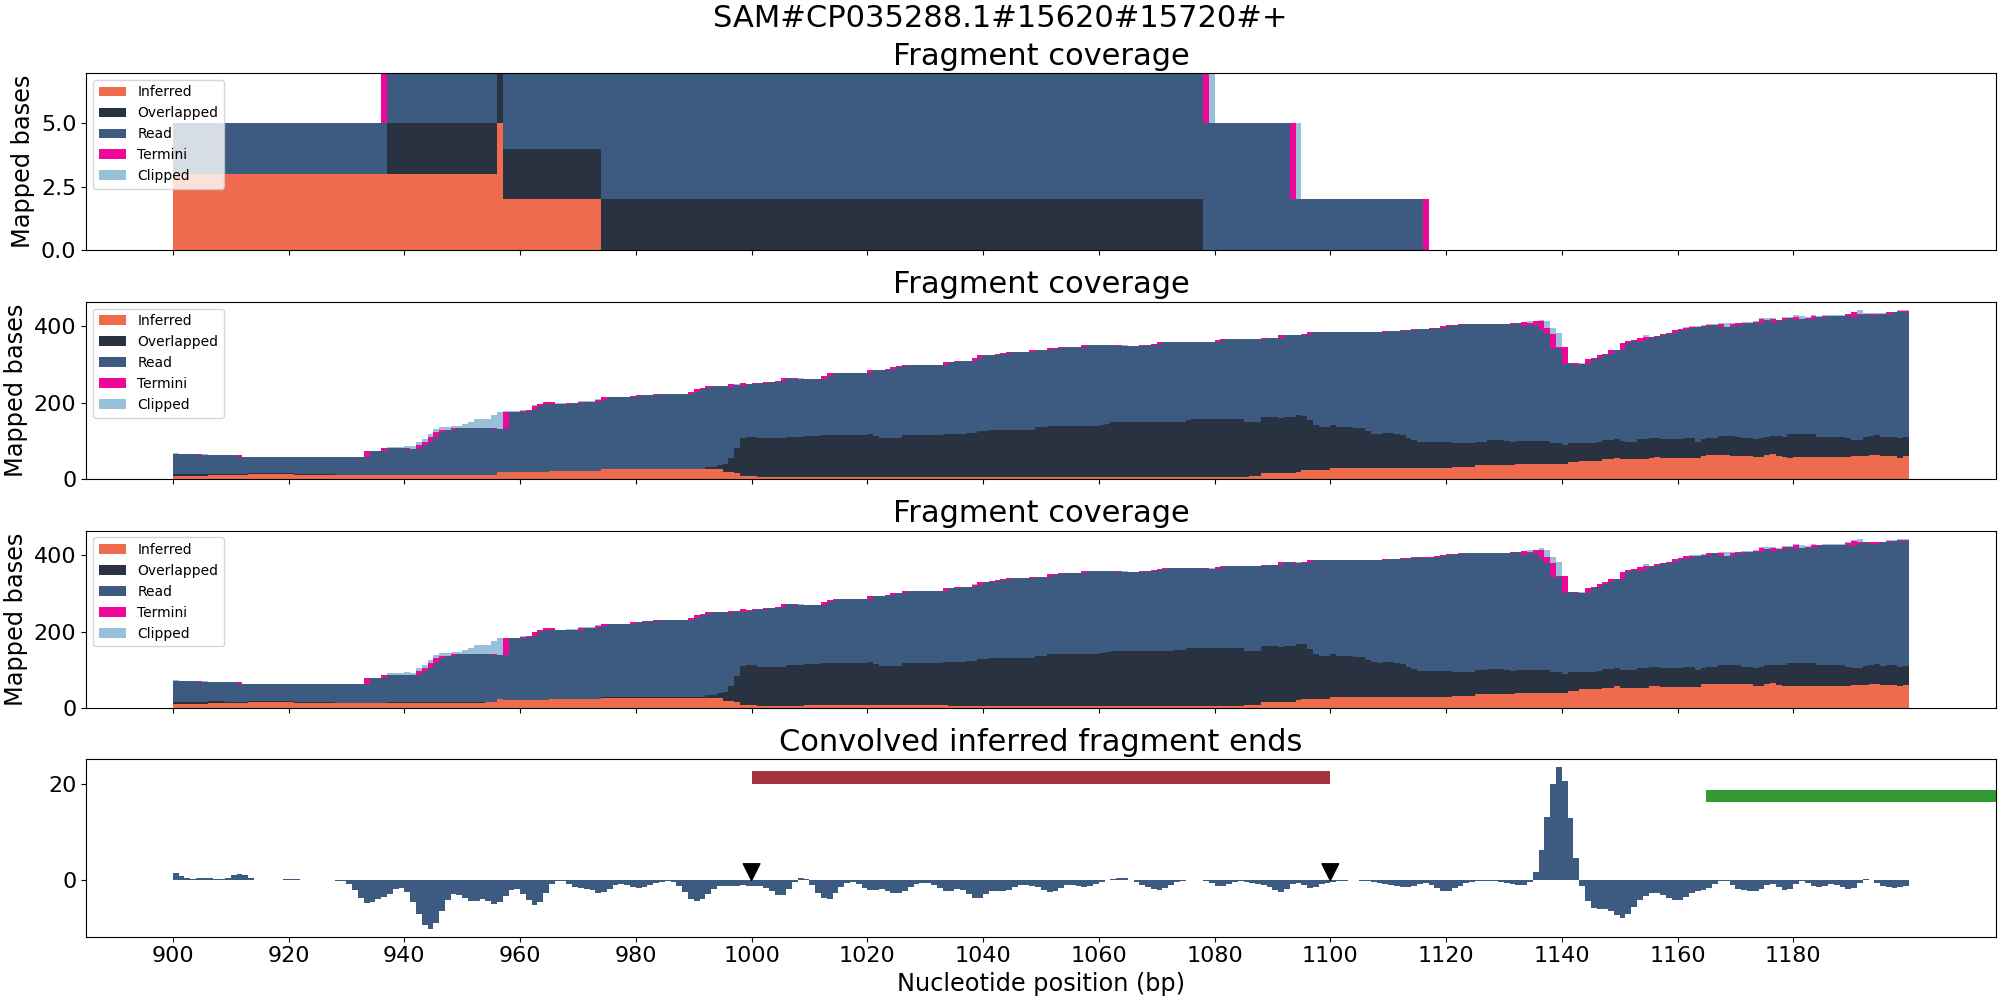 SAM#CP035288.1#15620#15720#+
Fragment coverage
Mapped bases
5.0
2.5
0.0
Inferred
Overlapped
Read
Termini
Clipped
Fragment coverage
Mapped bases
400
200
0
Inferred
Overlapped
Read
Termini
Clipped
Fragment coverage
Mapped bases
400
200
0
Inferred
Overlapped
Read
Termini
Clipped
Convolved inferred fragment ends
20
0
900 920 940 960 980 1000 1020 1040 1060 1080 1100 1120 1140 1160 1180
Nucleotide position (bp)